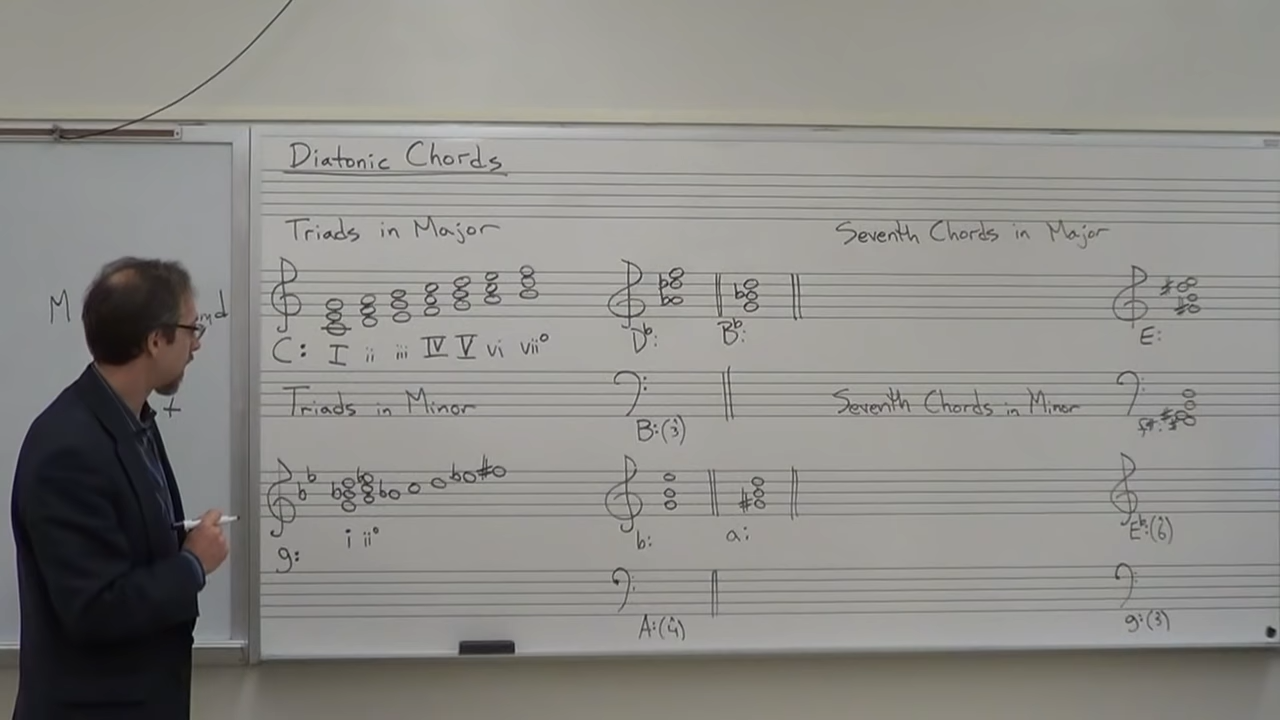 Diatonic Chords
Triads in Major
Seventh Chords in Major
C: I ii iii IV V vi vii°
D♭: B♭:
E:
Triads in Minor
Seventh Chords in Minor
B:(3̂)
f#:
i ii°
g:
b: a:
E♭:(6̂)
A:(4̂)
g:(3̂)
M